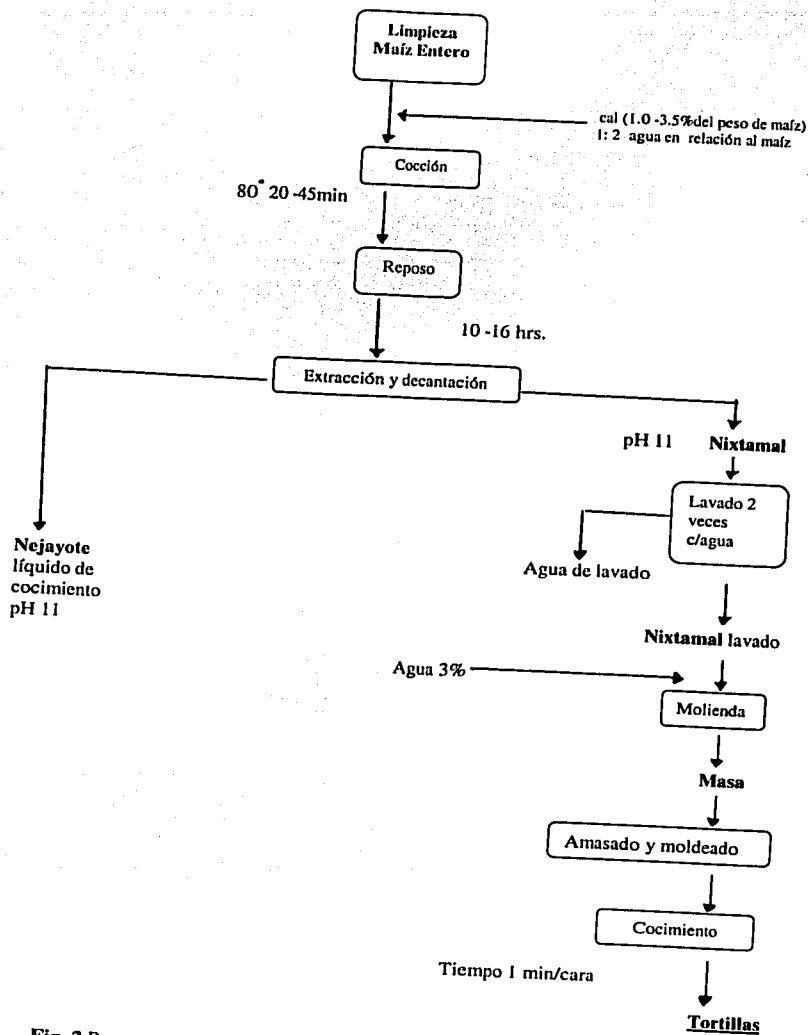 Limpieza
Maíz Entero
cal (1.0 -3.5%del peso de maíz)
1: 2 agua en relación al maíz
Cocción
80° 20 -45min
Reposo
10 -16 hrs.
Extracción y decantación
pH 11 Nixtamal
Lavado 2
veces
c/agua
Nejayote
líquido de
cocimiento
pH 11
Agua de lavado
Nixtamal lavado
Agua 3%
Molienda
Masa
Amasado y moldeado
Cocimiento
Tiempo 1 min/cara
Tortillas